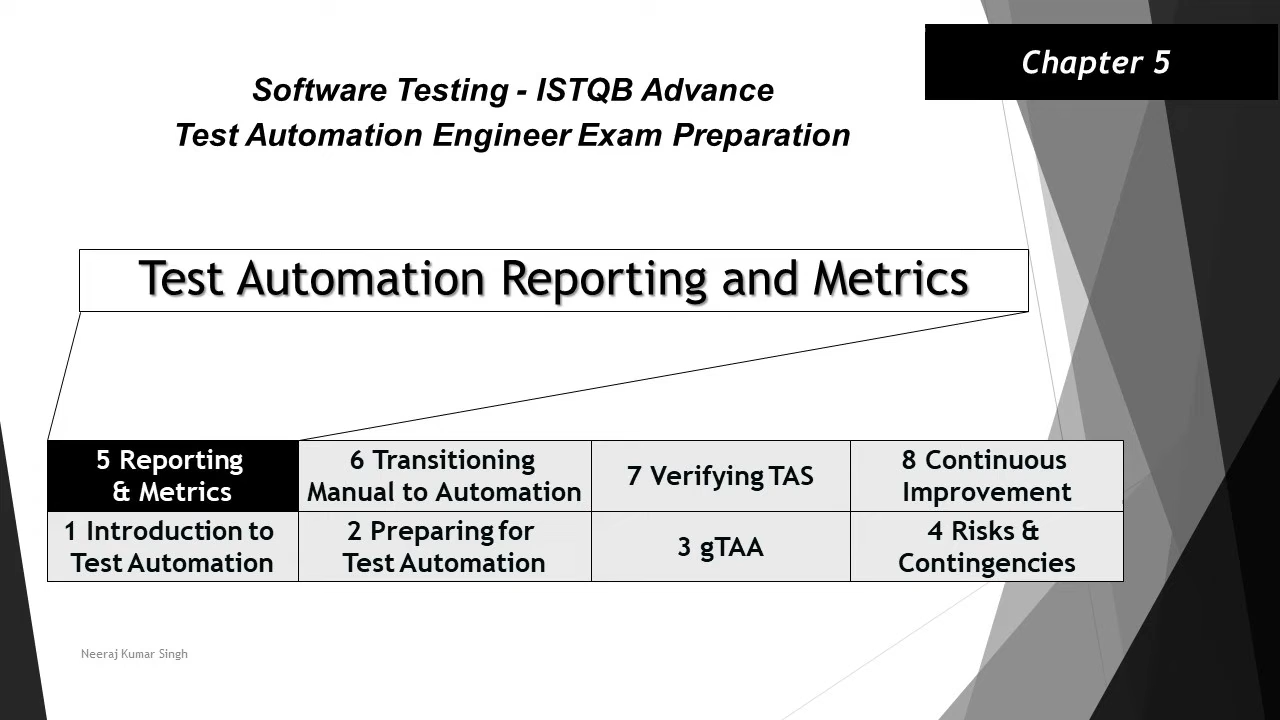 Chapter 5
Software Testing - ISTQB Advance
Test Automation Engineer Exam Preparation
Test Automation Reporting and Metrics
5 Reporting
& Metrics
6 Transitioning
Manual to Automation
7 Verifying TAS
8 Continuous
Improvement
1 Introduction to
Test Automation
2 Preparing for
Test Automation
3 gTAA
4 Risks &
Contingencies
Neeraj Kumar Singh